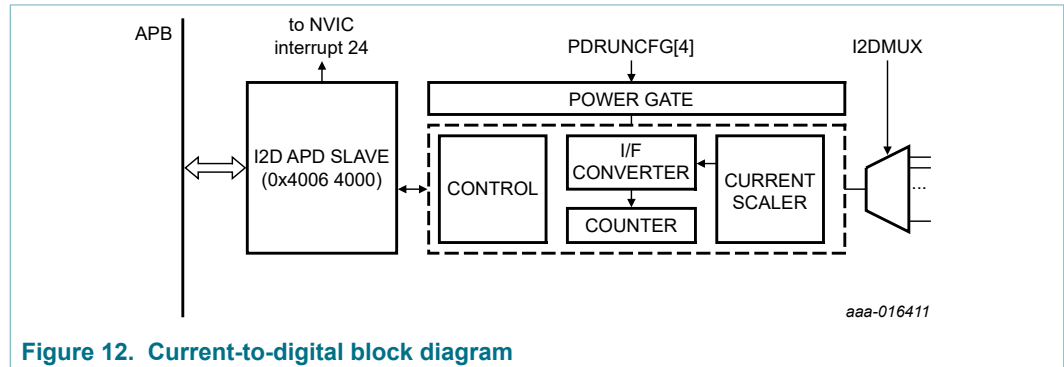 APB
to NVIC
interrupt 24
PDRUNCFG[4]
I2DMUX
POWER GATE
I2D APD SLAVE
(0x4006 4000)
CONTROL
I/F
CONVERTER
COUNTER
CURRENT
SCALER
...
aaa-016411
Figure 12. Current-to-digital block diagram